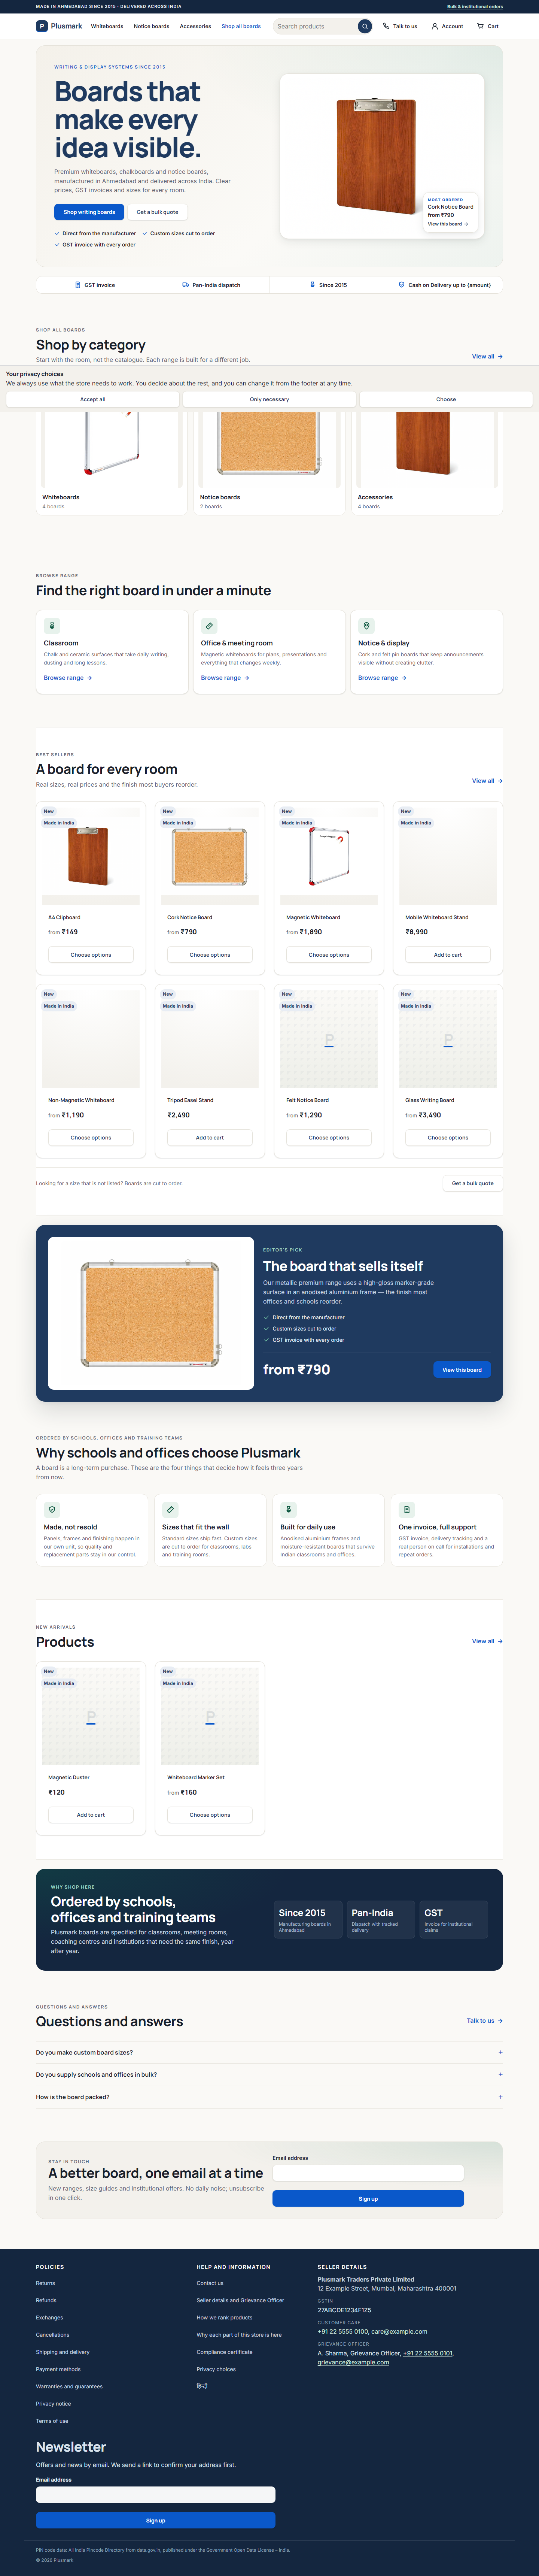 MADE IN AHMEDABAD SINCE 2015 · DELIVERED ACROSS INDIA
Bulk & institutional orders
P Plusmark
Whiteboards
Notice boards
Accessories
Shop all boards
Search products
Talk to us
Account
Cart
WRITING & DISPLAY SYSTEMS SINCE 2015
Boards that
make every
idea visible.
Premium whiteboards, chalkboards and notice boards,
manufactured in Ahmedabad and delivered across India. Clear
prices, GST invoices and sizes for every room.
Shop writing boards
Get a bulk quote
Direct from the manufacturer
Custom sizes cut to order
GST invoice with every order
MOST ORDERED
Cork Notice Board
from ₹790
View this board →
GST invoice
Pan-India dispatch
Since 2015
Cash on Delivery up to {amount}
SHOP ALL BOARDS
Shop by category
Start with the room, not the catalogue. Each range is built for a different job.
View all →
Your privacy choices
We always use what the store needs to work. You decide about the rest, and you can change it from the footer at any time.
Accept all
Only necessary
Choose
Whiteboards
4 boards
Notice boards
2 boards
Accessories
4 boards
BROWSE RANGE
Find the right board in under a minute
Classroom
Chalk and ceramic surfaces that take daily writing,
dusting and long lessons.
Browse range →
Office & meeting room
Magnetic whiteboards for plans, presentations and
everything that changes weekly.
Browse range →
Notice & display
Cork and felt pin boards that keep announcements
visible without creating clutter.
Browse range →
BEST SELLERS
A board for every room
Real sizes, real prices and the finish most buyers reorder.
View all →
New
Made in India
A4 Clipboard
from ₹149
Choose options
New
Made in India
Cork Notice Board
from ₹790
Choose options
New
Made in India
Magnetic Whiteboard
from ₹1,890
Choose options
New
Made in India
Mobile Whiteboard Stand
₹8,990
Add to cart
New
Made in India
Non-Magnetic Whiteboard
from ₹1,190
Choose options
New
Made in India
Tripod Easel Stand
₹2,490
Add to cart
New
Made in India
P
Felt Notice Board
from ₹1,290
Choose options
New
Made in India
P
Glass Writing Board
from ₹3,490
Choose options
Looking for a size that is not listed? Boards are cut to order.
Get a bulk quote
EDITOR'S PICK
The board that sells itself
Our metallic premium range uses a high-gloss marker-grade
surface in an anodised aluminium frame — the finish most
offices and schools reorder.
Direct from the manufacturer
Custom sizes cut to order
GST invoice with every order
from ₹790
View this board
ORDERED BY SCHOOLS, OFFICES AND TRAINING TEAMS
Why schools and offices choose Plusmark
A board is a long-term purchase. These are the four things that decide how it feels three years
from now.
Made, not resold
Panels, frames and finishing happen in
our own unit, so quality and
replacement parts stay in our control.
Sizes that fit the wall
Standard sizes ship fast. Custom sizes
are cut to order for classrooms, labs
and training rooms.
Built for daily use
Anodised aluminium frames and
moisture-resistant boards that survive
Indian classrooms and offices.
One invoice, full support
GST invoice, delivery tracking and a
real person on call for installations and
repeat orders.
NEW ARRIVALS
Products
View all →
New
Made in India
P
Magnetic Duster
₹120
Add to cart
New
Made in India
P
Whiteboard Marker Set
from ₹160
Choose options
WHY SHOP HERE
Ordered by schools,
offices and training teams
Plusmark boards are specified for classrooms, meeting rooms,
coaching centres and institutions that need the same finish, year
after year.
Since 2015
Manufacturing boards in
Ahmedabad
Pan-India
Dispatch with tracked
delivery
GST
Invoice for institutional
claims
QUESTIONS AND ANSWERS
Questions and answers
Talk to us →
Do you make custom board sizes?
Do you supply schools and offices in bulk?
How is the board packed?
STAY IN TOUCH
A better board, one email at a time
New ranges, size guides and institutional offers. No daily noise; unsubscribe
in one click.
Email address
Sign up
POLICIES
Returns
Refunds
Exchanges
Cancellations
Shipping and delivery
Payment methods
Warranties and guarantees
Privacy notice
Terms of use
HELP AND INFORMATION
Contact us
Seller details and Grievance Officer
How we rank products
Why each part of this store is here
Compliance certificate
Privacy choices
हिन्दी
SELLER DETAILS
Plusmark Traders Private Limited
12 Example Street, Mumbai, Maharashtra 400001
GSTIN
27ABCDE1234F1Z5
CUSTOMER CARE
+91 22 5555 0100, care@example.com
GRIEVANCE OFFICER
A. Sharma, Grievance Officer, +91 22 5555 0101,
grievance@example.com
Newsletter
Offers and news by email. We send a link to confirm your address first.
Email address
Sign up
PIN code data: All India Pincode Directory from data.gov.in, published under the Government Open Data License – India.
© 2026 Plusmark